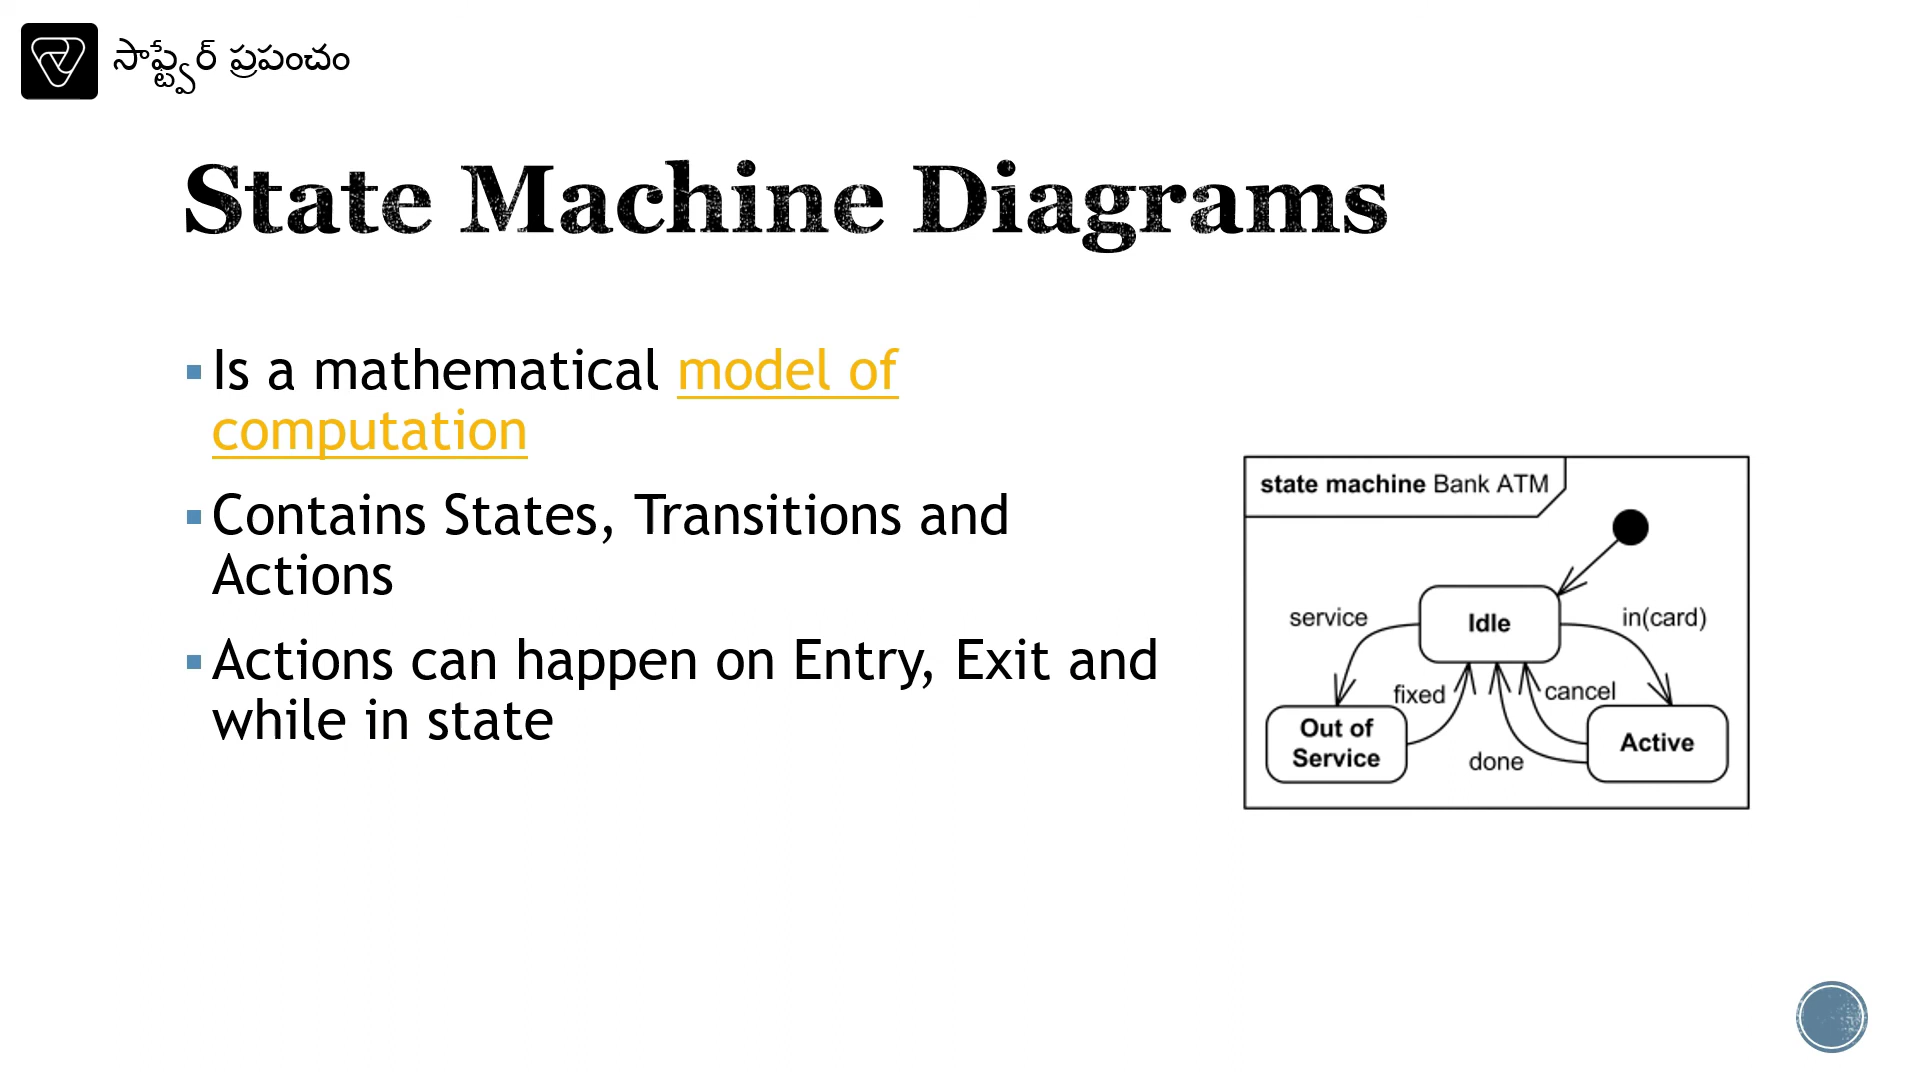 సాఫ్ట్వేర్ ప్రపంచం
State Machine Diagrams
Is a mathematical model of
computation
Contains States, Transitions and
Actions
Actions can happen on Entry, Exit and
while in state
state machine Bank ATM
Idle
service
in(card)
fixed
cancel
Out of
Service
done
Active